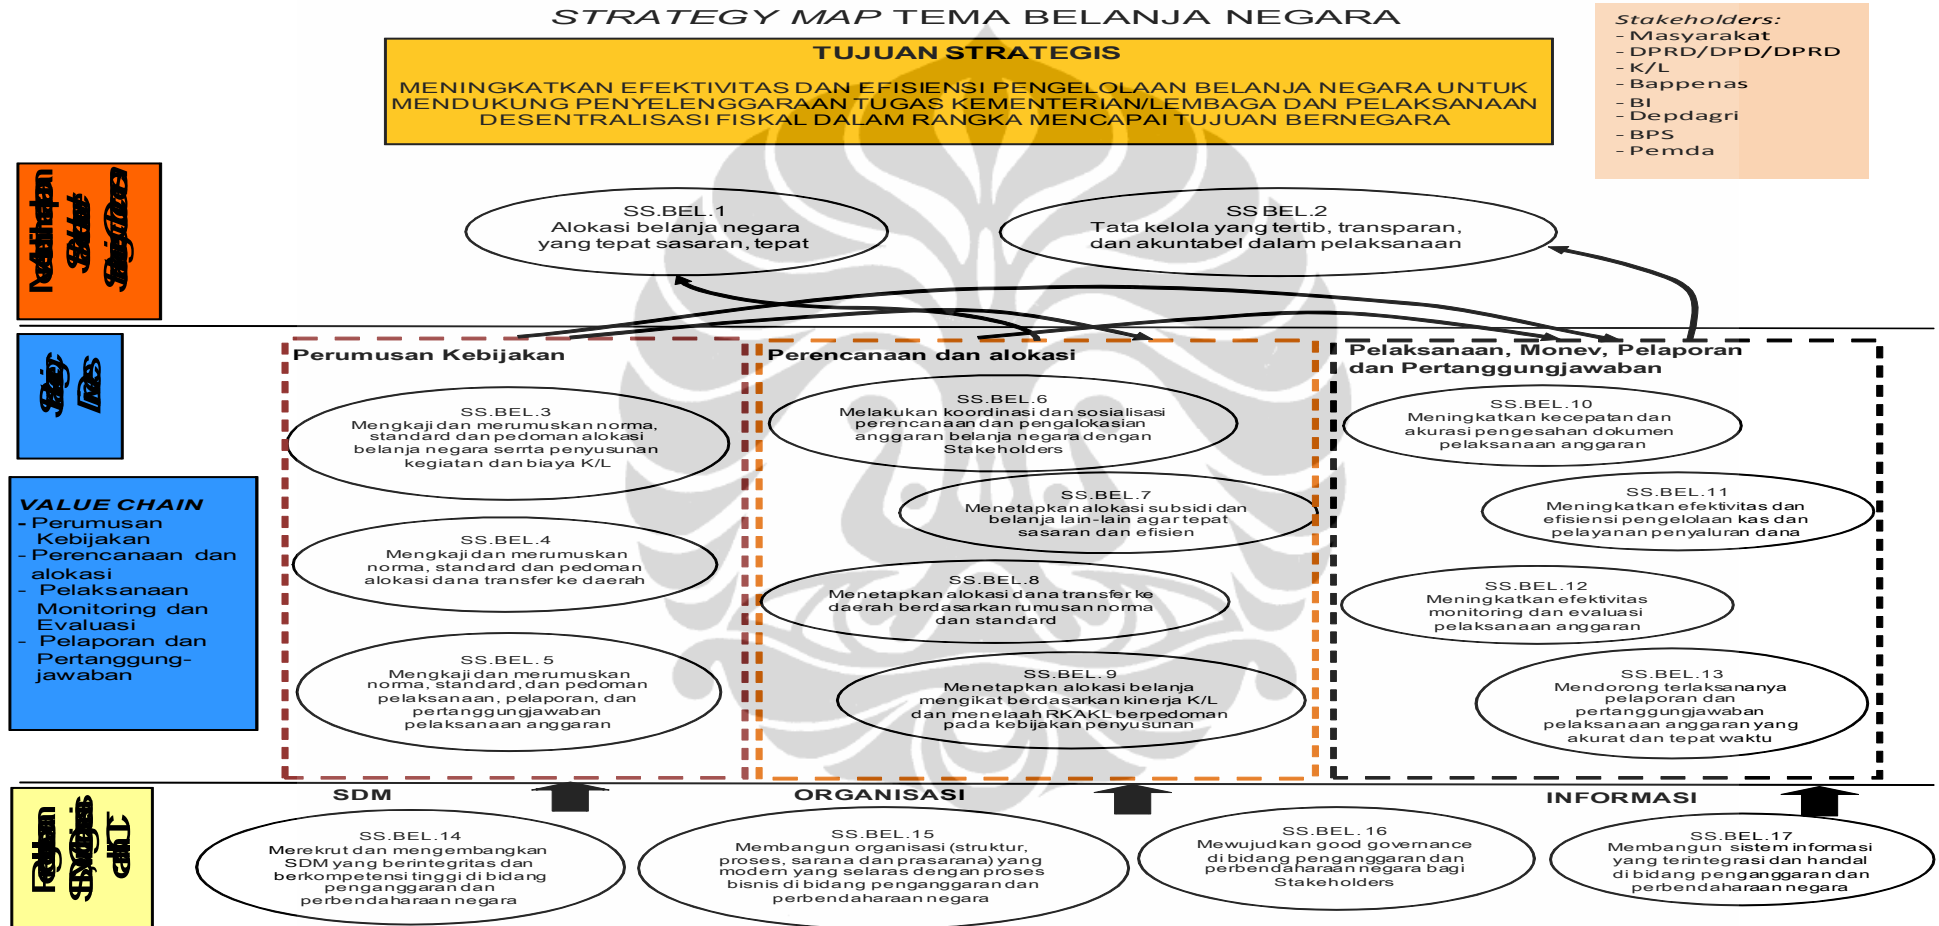 STRATEGY MAP TEMA BELANJA NEGARA
TUJUAN STRATEGIS
MENINGKATKAN EFEKTIVITAS DAN EFISIENSI PENGELOLAAN BELANJA NEGARA UNTUK
MENDUKUNG PENYELENGGARAAN TUGAS KEMENTERIAN/LEMBAGA DAN PELAKSANAAN
DESENTRALISASI FISKAL DALAM RANGKA MENCAPAI TUJUAN BERNEGARA
Stakeholders:
- Masyarakat
- DPRD/DPD/DPRD
- K/L
- Bappenas
- BI
- Depdagri
- BPS
- Pemda
SS.BEL.1
Alokasi belanja negara
yang tepat sasaran, tepat
SS BEL.2
Tata kelola yang tertib, transparan,
dan akuntabel dalam pelaksanaan
Perumusan Kebijakan
SS.BEL.3
Mengkaji dan merumuskan norma,
standard dan pedoman alokasi
belanja negara serrta penyusunan
kegiatan dan biaya K/L
SS.BEL.4
Mengkaji dan merumuskan
norma, standard dan pedoman
alokasi dana transfer ke daerah
SS.BEL. 5
Mengkaji dan merumuskan
norma, standard, dan pedoman
pelaksanaan, pelaporan, dan
pertanggungjawaban
pelaksanaan anggaran
Perencanaan dan alokasi
SS.BEL.6
Melakukan koordinasi dan sosialisasi
perencanaan dan pengalokasian
anggaran belanja negara dengan
Stakeholders
SS.BEL.7
Menetapkan alokasi subsidi dan
belanja lain-lain agar tepat
sasaran dan efisien
SS.BEL.8
Menetapkan alokasi dana transfer ke
daerah berdasarkan rumusan norma
dan standard
SS.BEL. 9
Menetapkan alokasi belanja
mengikat berdasarkan kinerja K/L
dan menelaah RKAKL berpedoman
pada kebijakan penyusunan
Pelaksanaan, Monev, Pelaporan
dan Pertanggungjawaban
SS.BEL.10
Meningkatkan kecepatan dan
akurasi pengesahan dokumen
pelaksanaan anggaran
SS.BEL.11
Meningkatkan efektivitas dan
efisiensi pengelolaan kas dan
pelayanan penyaluran dana
SS.BEL.12
Meningkatkan efektivitas
monitoring dan evaluasi
pelaksanaan anggaran
SS.BEL.13
Mendorong terlaksananya
pelaporan dan
pertanggungjawaban
pelaksanaan anggaran yang
akurat dan tepat waktu
VALUE CHAIN
- Perumusan
Kebijakan
- Perencanaan dan
alokasi
- Pelaksanaan
Monitoring dan
Evaluasi
- Pelaporan dan
Pertanggung-
jawaban
SDM
ORGANISASI
INFORMASI
SS.BEL.14
Merekrut dan mengembangkan
SDM yang berintegritas dan
berkompetensi tinggi di bidang
penganggaran dan
perbendaharaan negara
SS.BEL.15
Membangun organisasi (struktur,
proses, sarana dan prasarana) yang
modern yang selaras dengan proses
bisnis di bidang penganggaran dan
perbendaharaan negara
SS.BEL. 16
Mewujudkan good governance
di bidang penganggaran dan
perbendaharaan negara bagi
Stakeholders
SS.BEL.17
Membangun sistem informasi
yang terintegrasi dan handal
di bidang penganggaran dan
perbendaharaan negara